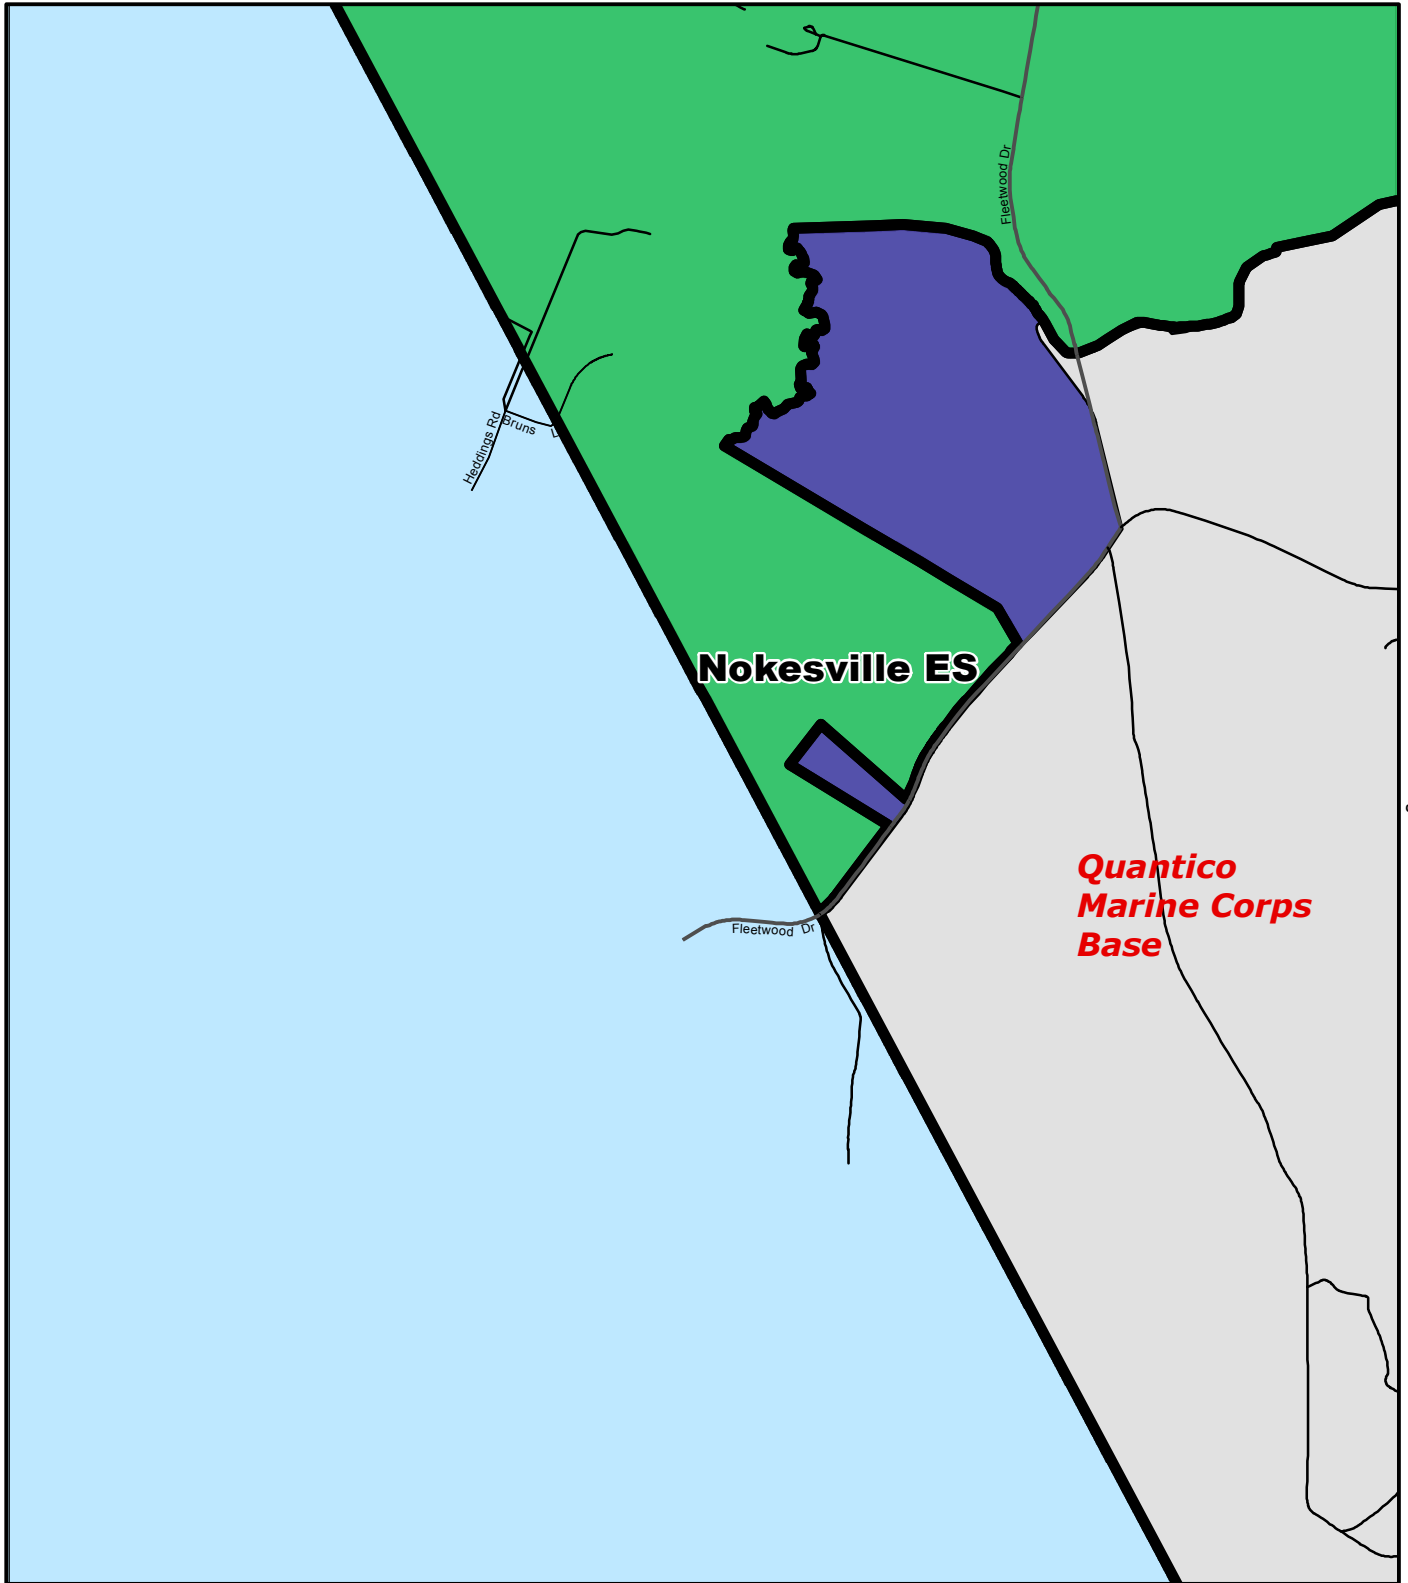 Fleetwood Dr
Heddings Rd
Bruns L
Nokesville ES
Quantico
Marine Corps
Base
Fleetwood Dr